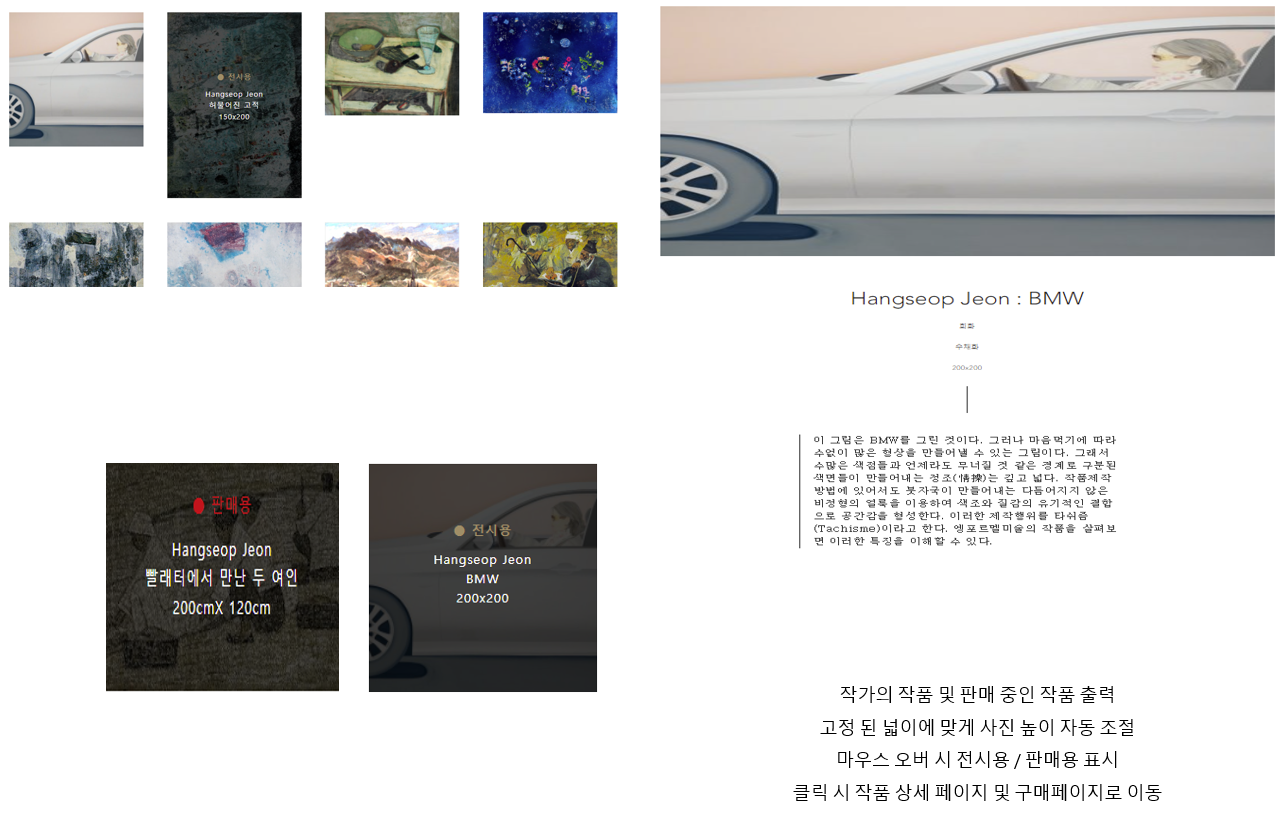 ● 전시용
Hangseop Jeon
허물어진 고적
150x200
Hangseop Jeon : BMW
회화
수채화
200x200
이 그림은 BMW를 그린 것이다. 그러나 마음먹기에 따라
수없이 많은 형상을 만들어낼 수 있는 그림이다. 그래서
수많은 색점들과 언제라도 무너질 것 같은 경계로 구분된
색면들이 만들어내는 정조(情操)는 깊고 넓다. 작품제작
방법에 있어서도 붓자국이 만들어내는 다듬어지지 않은
비정형의 얼룩을 이용하여 색조와 질감의 유기적인 결합
으로 공간감을 형성한다. 이러한 제작행위를 타쉬즘
(Tachisme)이라고 한다. 엥포르멜미술의 작품을 살펴보
면 이러한 특징을 이해할 수 있다.
● 판매용
Hangseop Jeon
빨래터에서 만난 두 여인
200cmX 120cm
● 전시용
Hangseop Jeon
BMW
200x200
작가의 작품 및 판매 중인 작품 출력
고정 된 넓이에 맞게 사진 높이 자동 조절
마우스 오버 시 전시용 / 판매용 표시
클릭 시 작품 상세 페이지 및 구매페이지로 이동